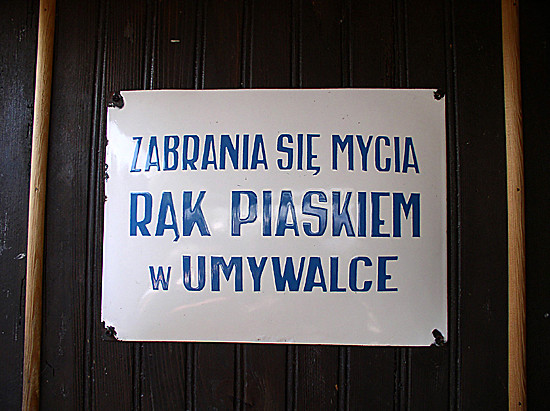 ZABRANIA SIĘ MYCIA
RĄK PIASKIEM
W UMYWALCE